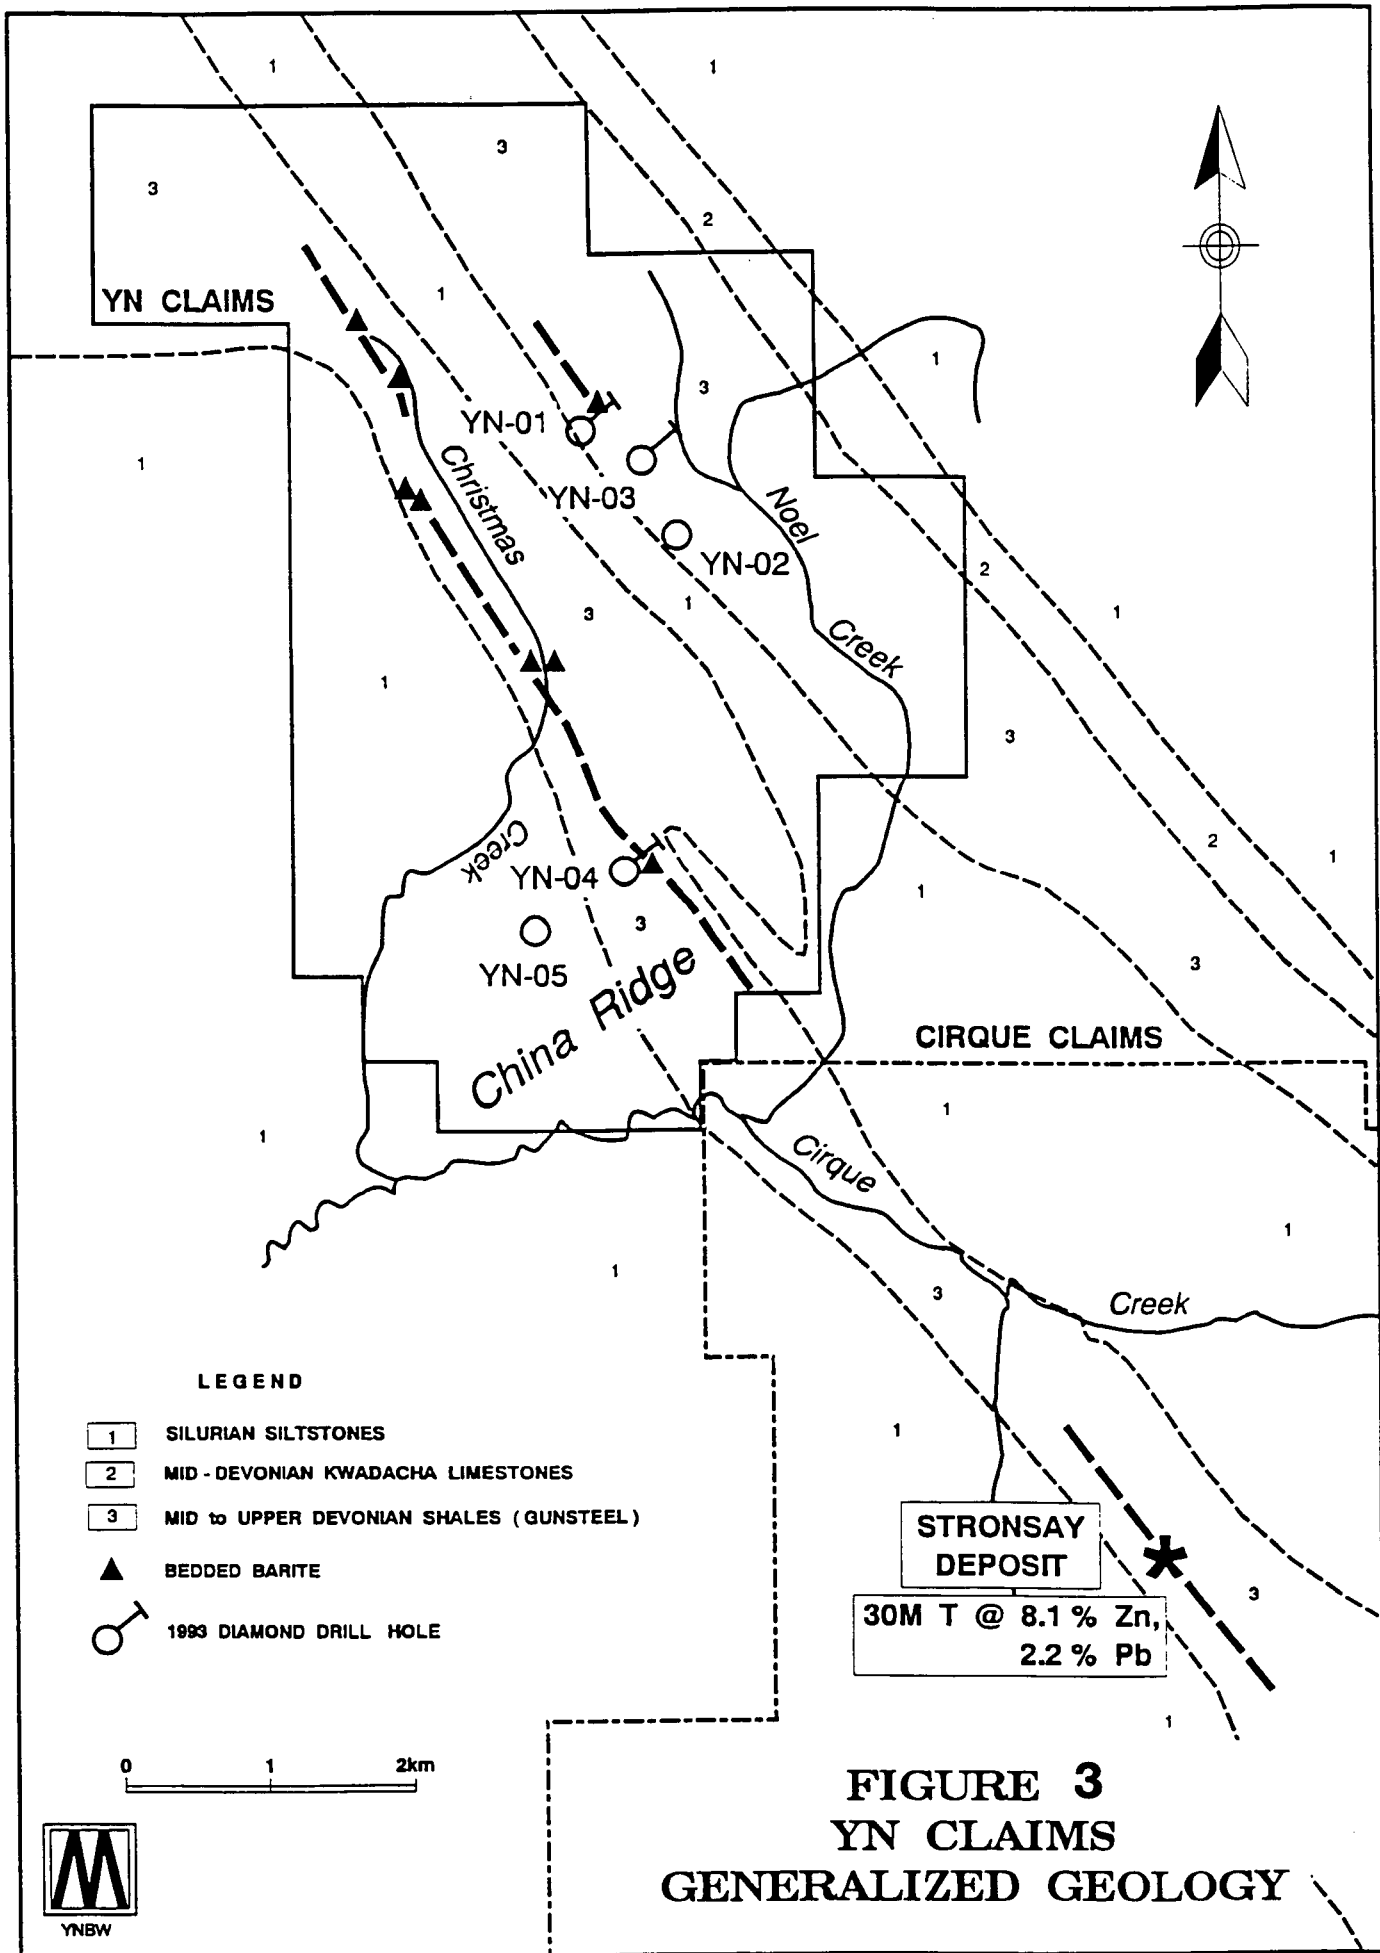 1
1
3
3
2
YN CLAIMS
1
3
1
YN-01
1
Christmas
YN-03
Noel
YN-02
2
1
3
1
Creek
1
3
2
1
Creek
YN-04
1
3
3
YN-05
China Ridge
CIRQUE CLAIMS
1
1
Cirque
1
1
3
Creek
LEGEND
1 SILURIAN SILTSTONES
2 MID - DEVONIAN KWADACHA LIMESTONES
3 MID to UPPER DEVONIAN SHALES ( GUNSTEEL )
BEDDED BARITE
1993 DIAMOND DRILL HOLE
1
STRONSAY
DEPOSIT
30M T @ 8.1 % Zn,
2.2 % Pb
3
1
0 1 2km
FIGURE 3
YN CLAIMS
GENERALIZED GEOLOGY
YNBW